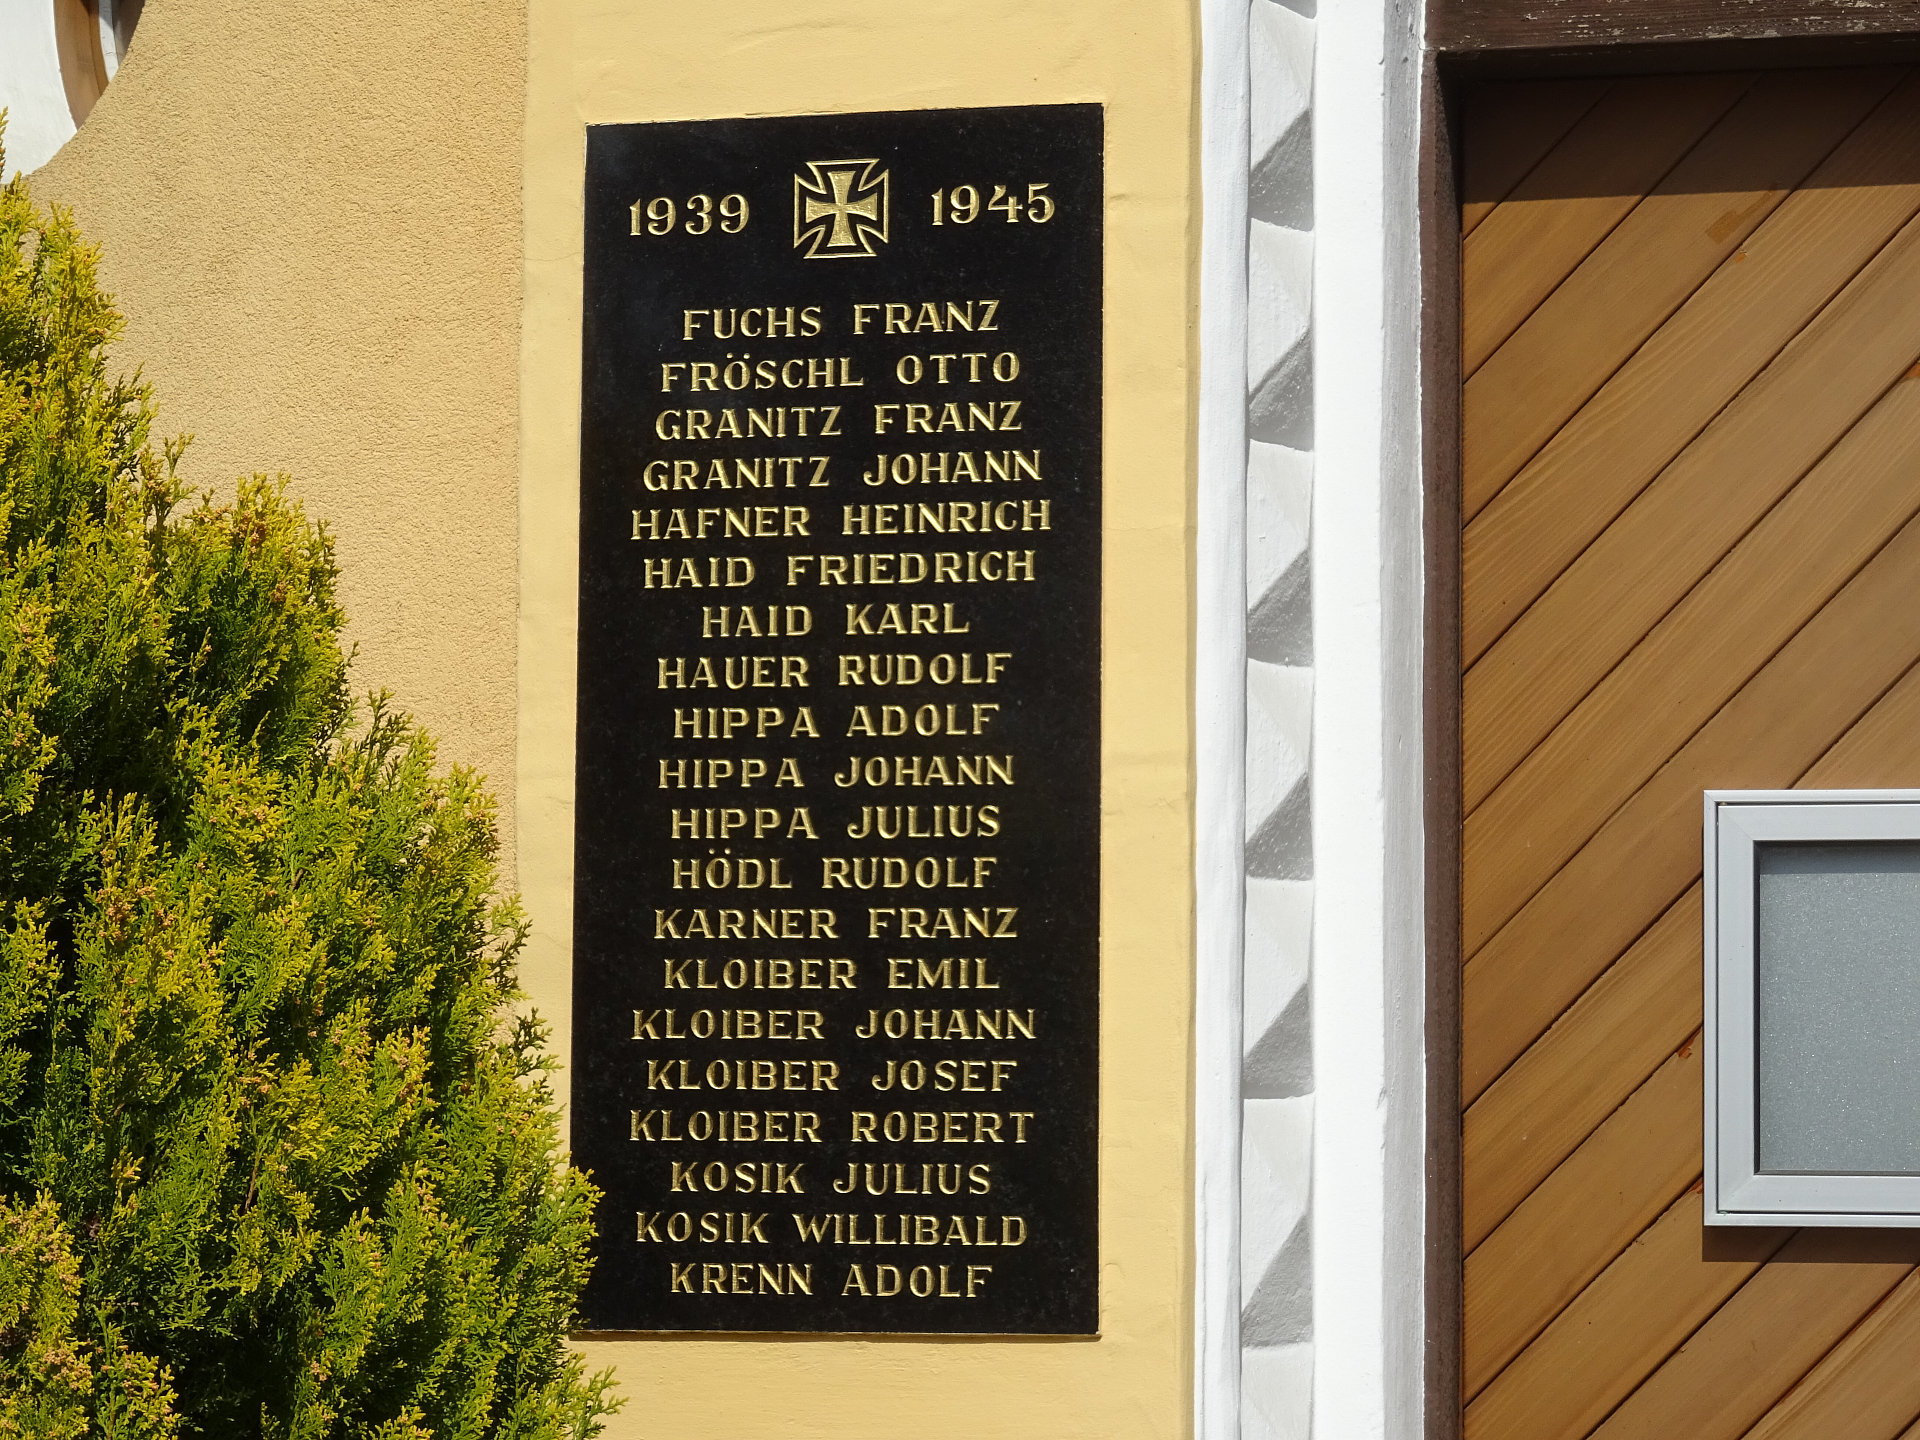 1939 1945
FUCHS FRANZ
FRÖSCHL OTTO
GRANITZ FRANZ
GRANITZ JOHANN
HAFNER HEINRICH
HAID FRIEDRICH
HAID KARL
HAUER RUDOLF
HIPPA ADOLF
HIPPA JOHANN
HIPPA JULIUS
HÖDL RUDOLF
KARNER FRANZ
KLOIBER EMIL
KLOIBER JOHANN
KLOIBER JOSEF
KLOIBER ROBERT
KOSIK JULIUS
KOSIK WILLIBALD
KRENN ADOLF